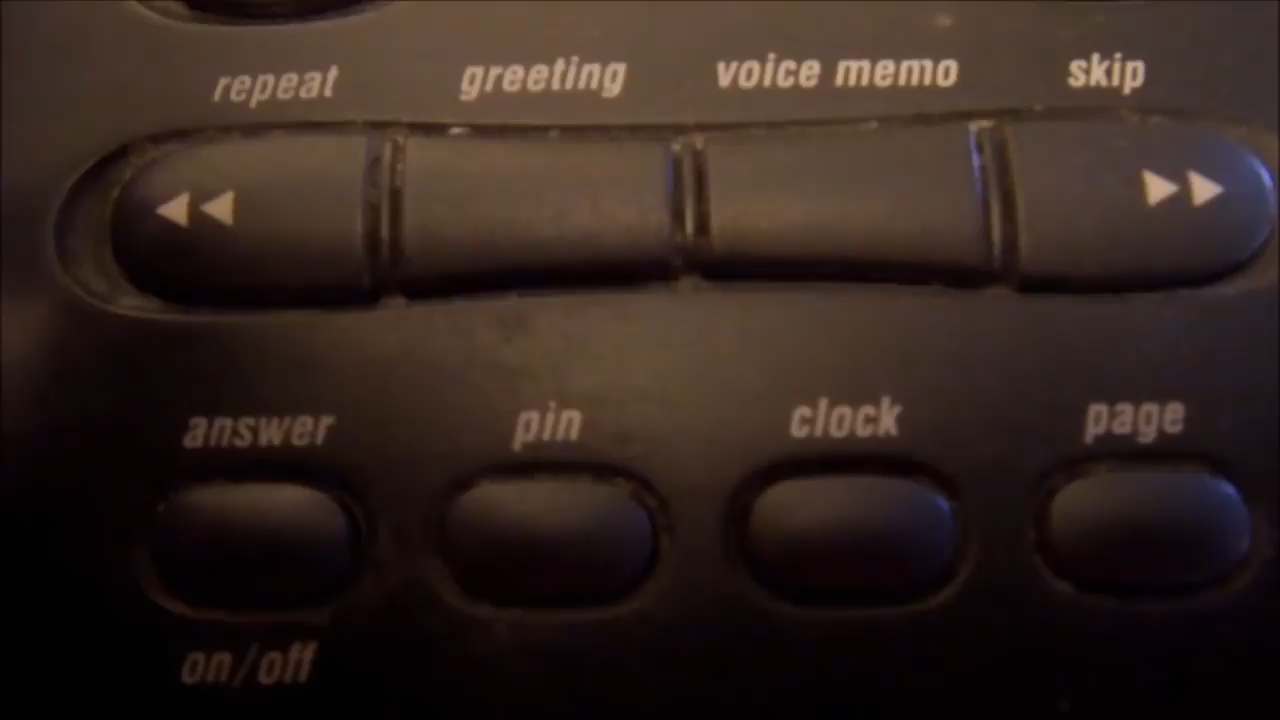 repeat greeting voice memo skip
answer pin clock page
on/off